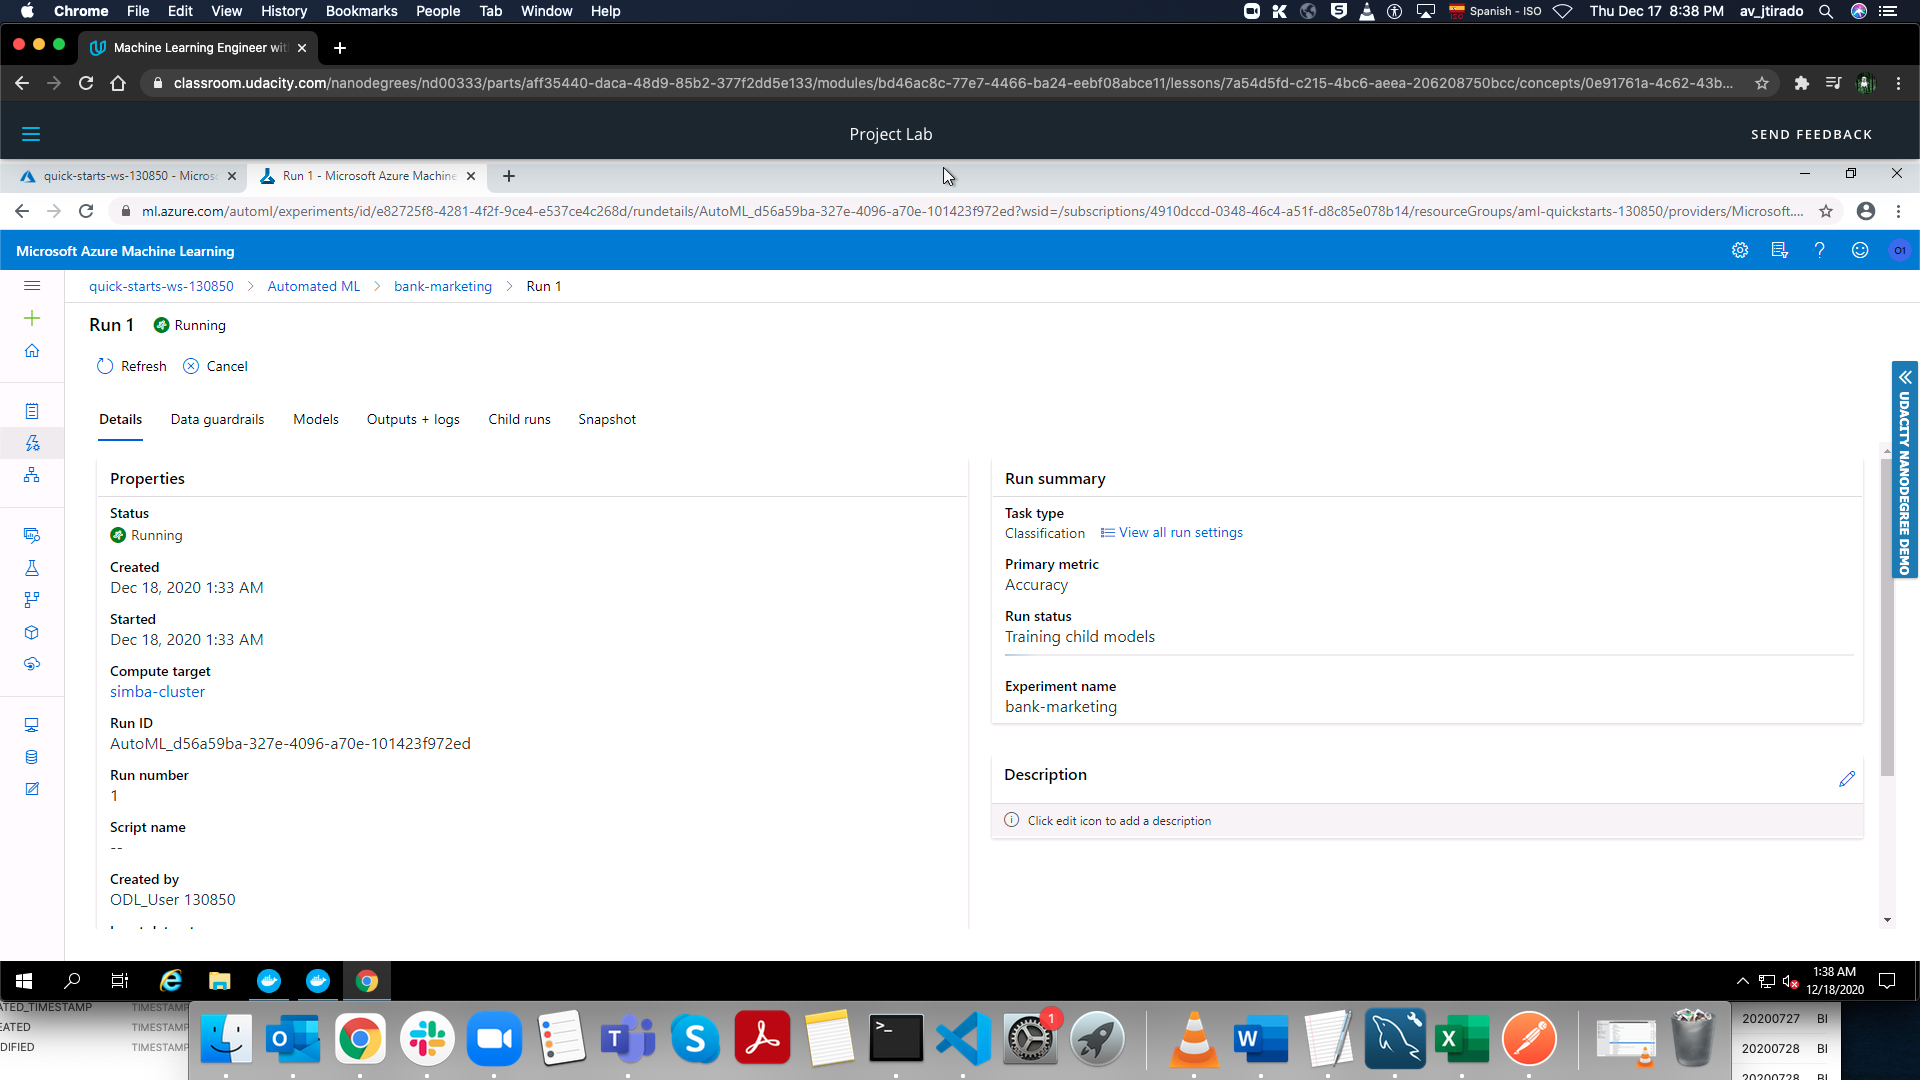 Chrome File Edit View History Bookmarks People Tab Window Help Spanish - ISO Thu Dec 17 8:38 PM av_jtirado
Machine Learning Engineer wit
classroom.udacity.com/nanodegrees/nd00333/parts/aff35440-daca-48d9-85b2-377f2dd5e133/modules/bd46ac8c-77e7-4466-ba24-eebf08abce11/lessons/7a54d5fd-c215-4bc6-aeea-206208750bcc/concepts/0e91761a-4c62-43b...
Project Lab
SEND FEEDBACK
quick-starts-ws-130850 - Micros
Run 1 - Microsoft Azure Machine
ml.azure.com/automl/experiments/id/e82725f8-4281-4f2f-9ce4-e537ce4c268d/rundetails/AutoML_d56a59ba-327e-4096-a70e-101423f972ed?wsid=/subscriptions/4910dccd-0348-46c4-a51f-d8c85e078b14/resourceGroups/aml-quickstarts-130850/providers/Microsoft....
Microsoft Azure Machine Learning
O1
quick-starts-ws-130850 > Automated ML > bank-marketing > Run 1
Run 1 Running
Refresh Cancel
Details Data guardrails Models Outputs + logs Child runs Snapshot
UDACITY NANODEGREE DEMO
Properties
Status
Running
Created
Dec 18, 2020 1:33 AM
Started
Dec 18, 2020 1:33 AM
Compute target
simba-cluster
Run ID
AutoML_d56a59ba-327e-4096-a70e-101423f972ed
Run number
1
Script name
--
Created by
ODL_User 130850
Run summary
Task type
Classification View all run settings
Primary metric
Accuracy
Run status
Training child models
Experiment name
bank-marketing
Description
Click edit icon to add a description
1:38 AM
12/18/2020
ATED_TIMESTAMP TIMESTAMP
EATED TIMESTAMP
DIFIED TIMESTAMP
1
20200727 BI
20200728 BI
20200728 BI